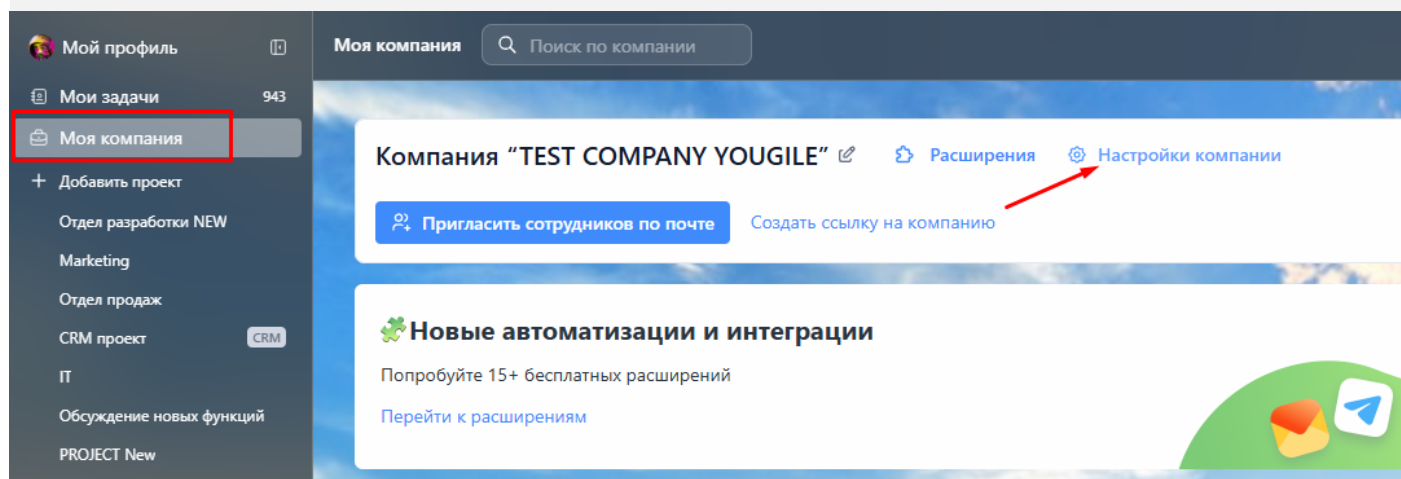 Мой профиль
Мои задачи 943
Моя компания
Добавить проект
Отдел разработки NEW
Marketing
Отдел продаж
CRM проект CRM
IT
Обсуждение новых функций
PROJECT New
Моя компания Поиск по компании
Компания “TEST COMPANY YOUGILE” Расширения Настройки компании
Пригласить сотрудников по почте Создать ссылку на компанию
Новые автоматизации и интеграции
Попробуйте 15+ бесплатных расширений
Перейти к расширениям